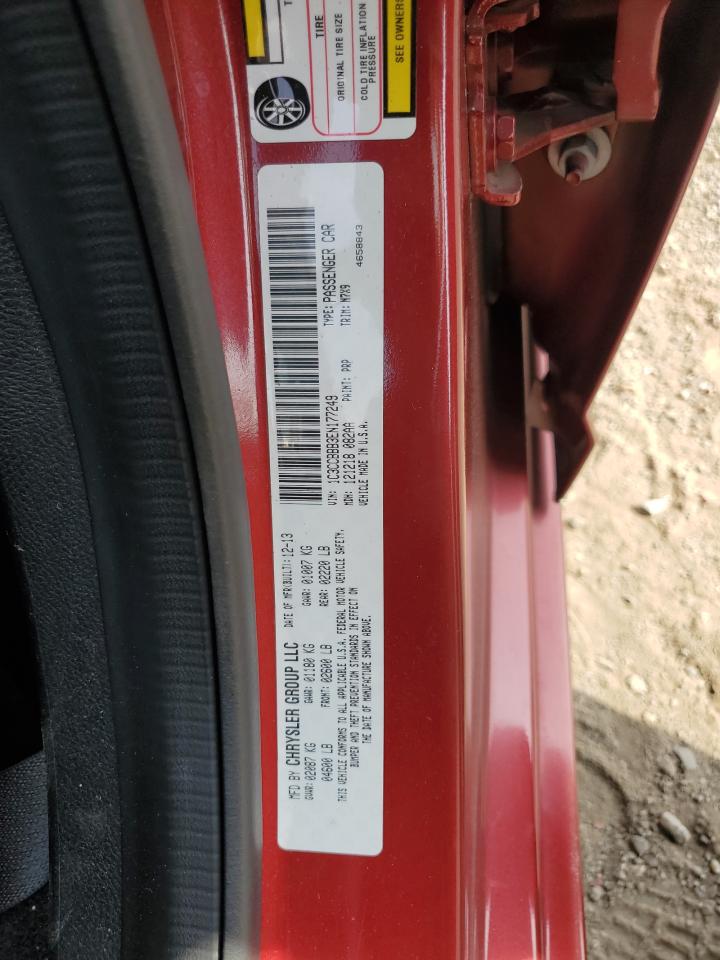 MFD BY CHRYSLER GROUP LLC DATE OF MFR(BUILT): 12-13
GVWR: 02087 KG GAWR: 01180 KG GAWR: 01007 KG
04600 LB FRONT: 02600 LB REAR: 02220 LB
THIS VEHICLE CONFORMS TO ALL APPLICABLE U.S.A. FEDERAL MOTOR VEHICLE SAFETY,
BUMPER AND THEFT PREVENTION STANDARDS IN EFFECT ON
THE DATE OF MANUFACTURE SHOWN ABOVE.
VIN: 1C3CCBBB3EN177249 TYPE: PASSENGER CAR
MDH: 121218 082AA PAINT: PRP TRIM: M7X9
VEHICLE MADE IN U.S.A. 4658843
TIRE
ORIGINAL TIRE SIZE
COLD TIRE INFLATION
PRESSURE
SEE OWNERS